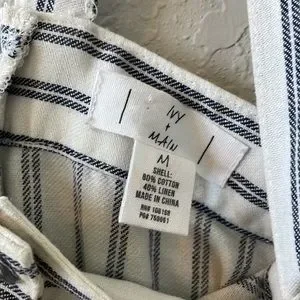 IVY
+
MAIN
M
SHELL:
60% COTTON
40% LINEN
MADE IN CHINA